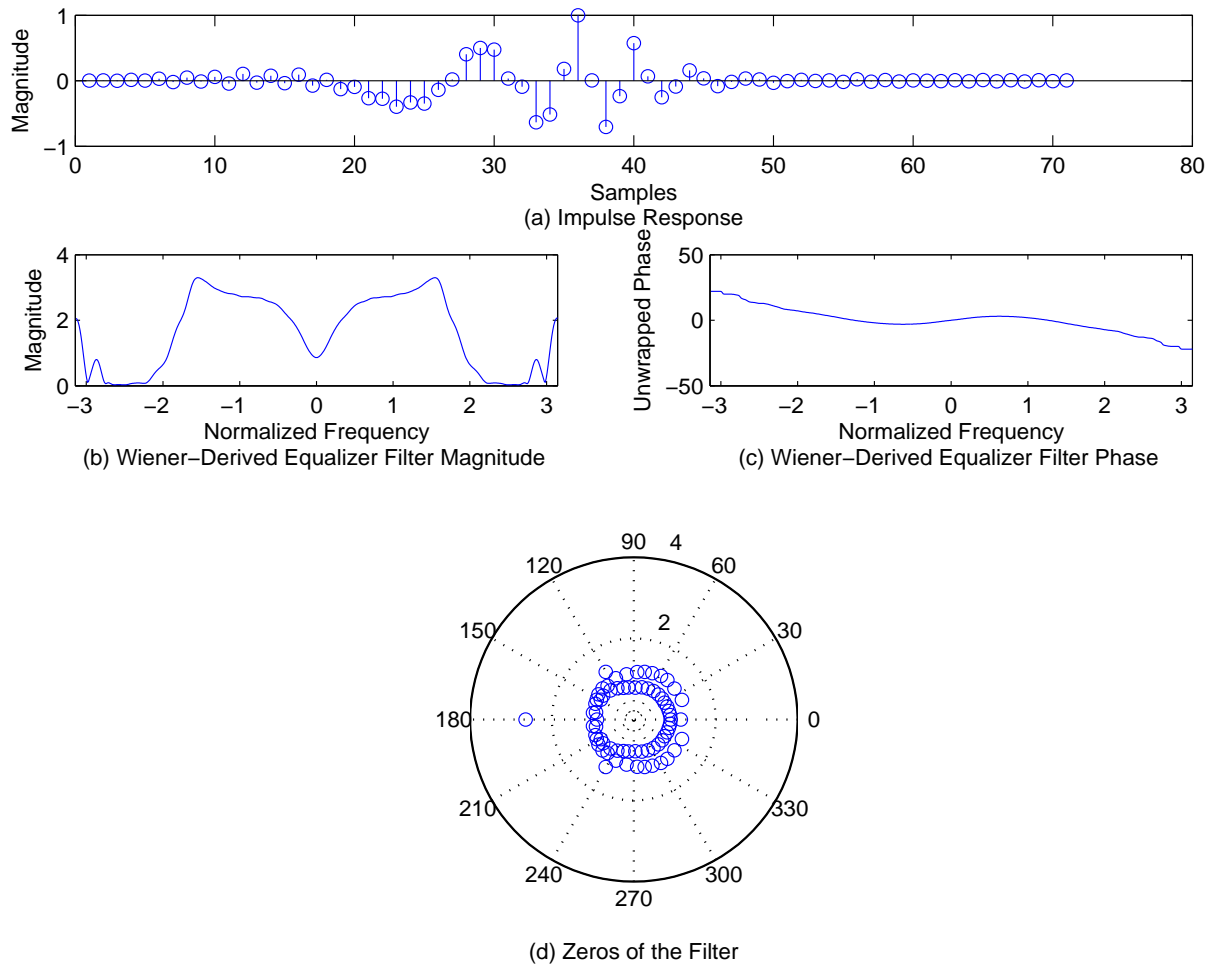 1
0
−1
Magnitude
0 10 20 30 40 50 60 70 80
Samples
(a) Impulse Response
4
2
0
Magnitude
−3 −2 −1 0 1 2 3
Normalized Frequency
(b) Wiener−Derived Equalizer Filter Magnitude
50
0
−50
Unwrapped Phase
−3 −2 −1 0 1 2 3
Normalized Frequency
(c) Wiener−Derived Equalizer Filter Phase
90 4
120 60
2
150 30
180 0
210 330
240 300
270
(d) Zeros of the Filter